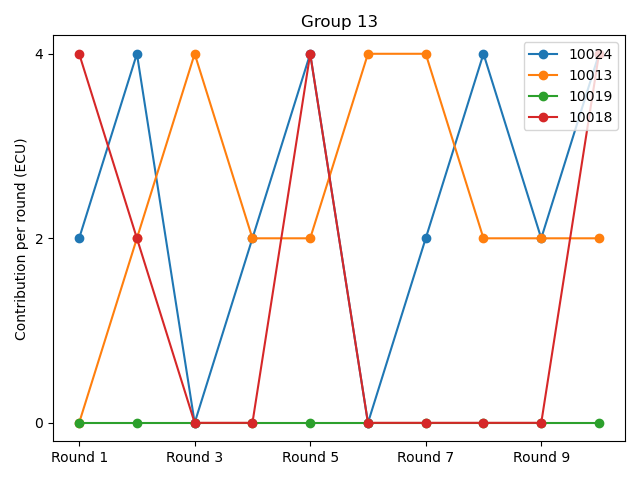 Group 13
Contribution per round (ECU)
4
2
0
Round 1
Round 3
Round 5
Round 7
Round 9
10024
10013
10019
10018